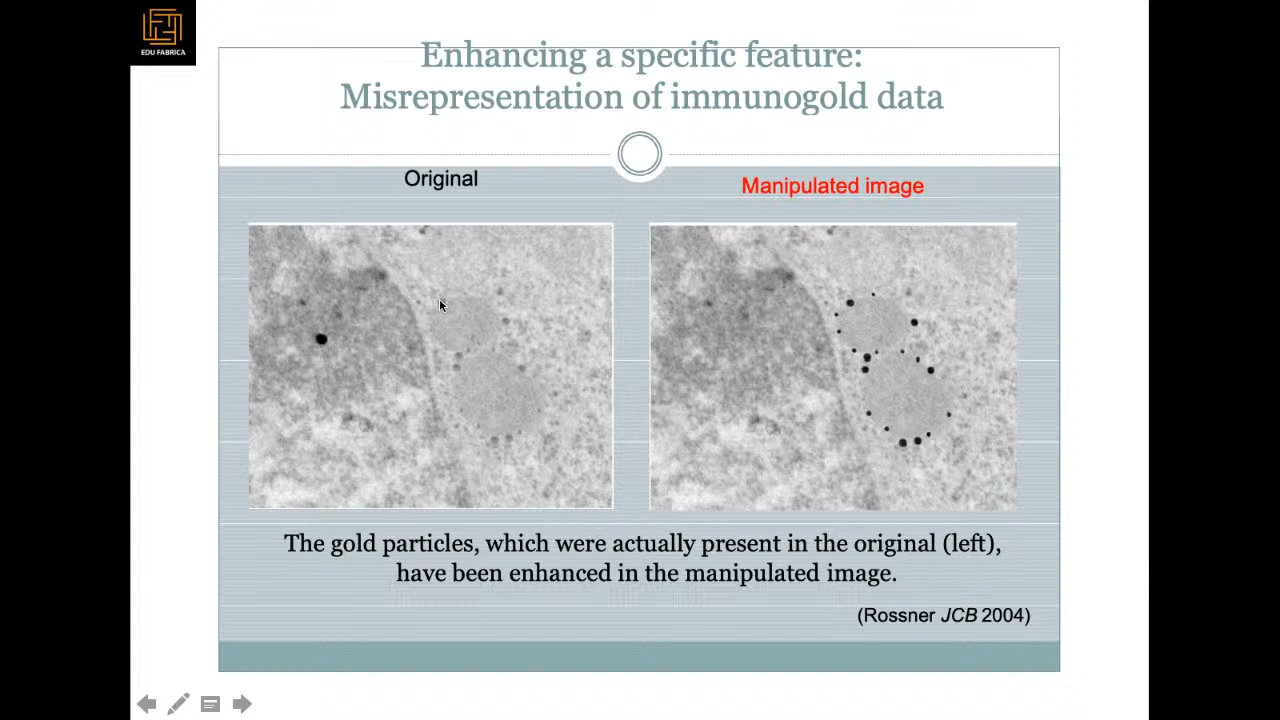 EDU FABRICA
Enhancing a specific feature:
Misrepresentation of immunogold data
Original
Manipulated image
The gold particles, which were actually present in the original (left),
have been enhanced in the manipulated image.
(Rossner JCB 2004)